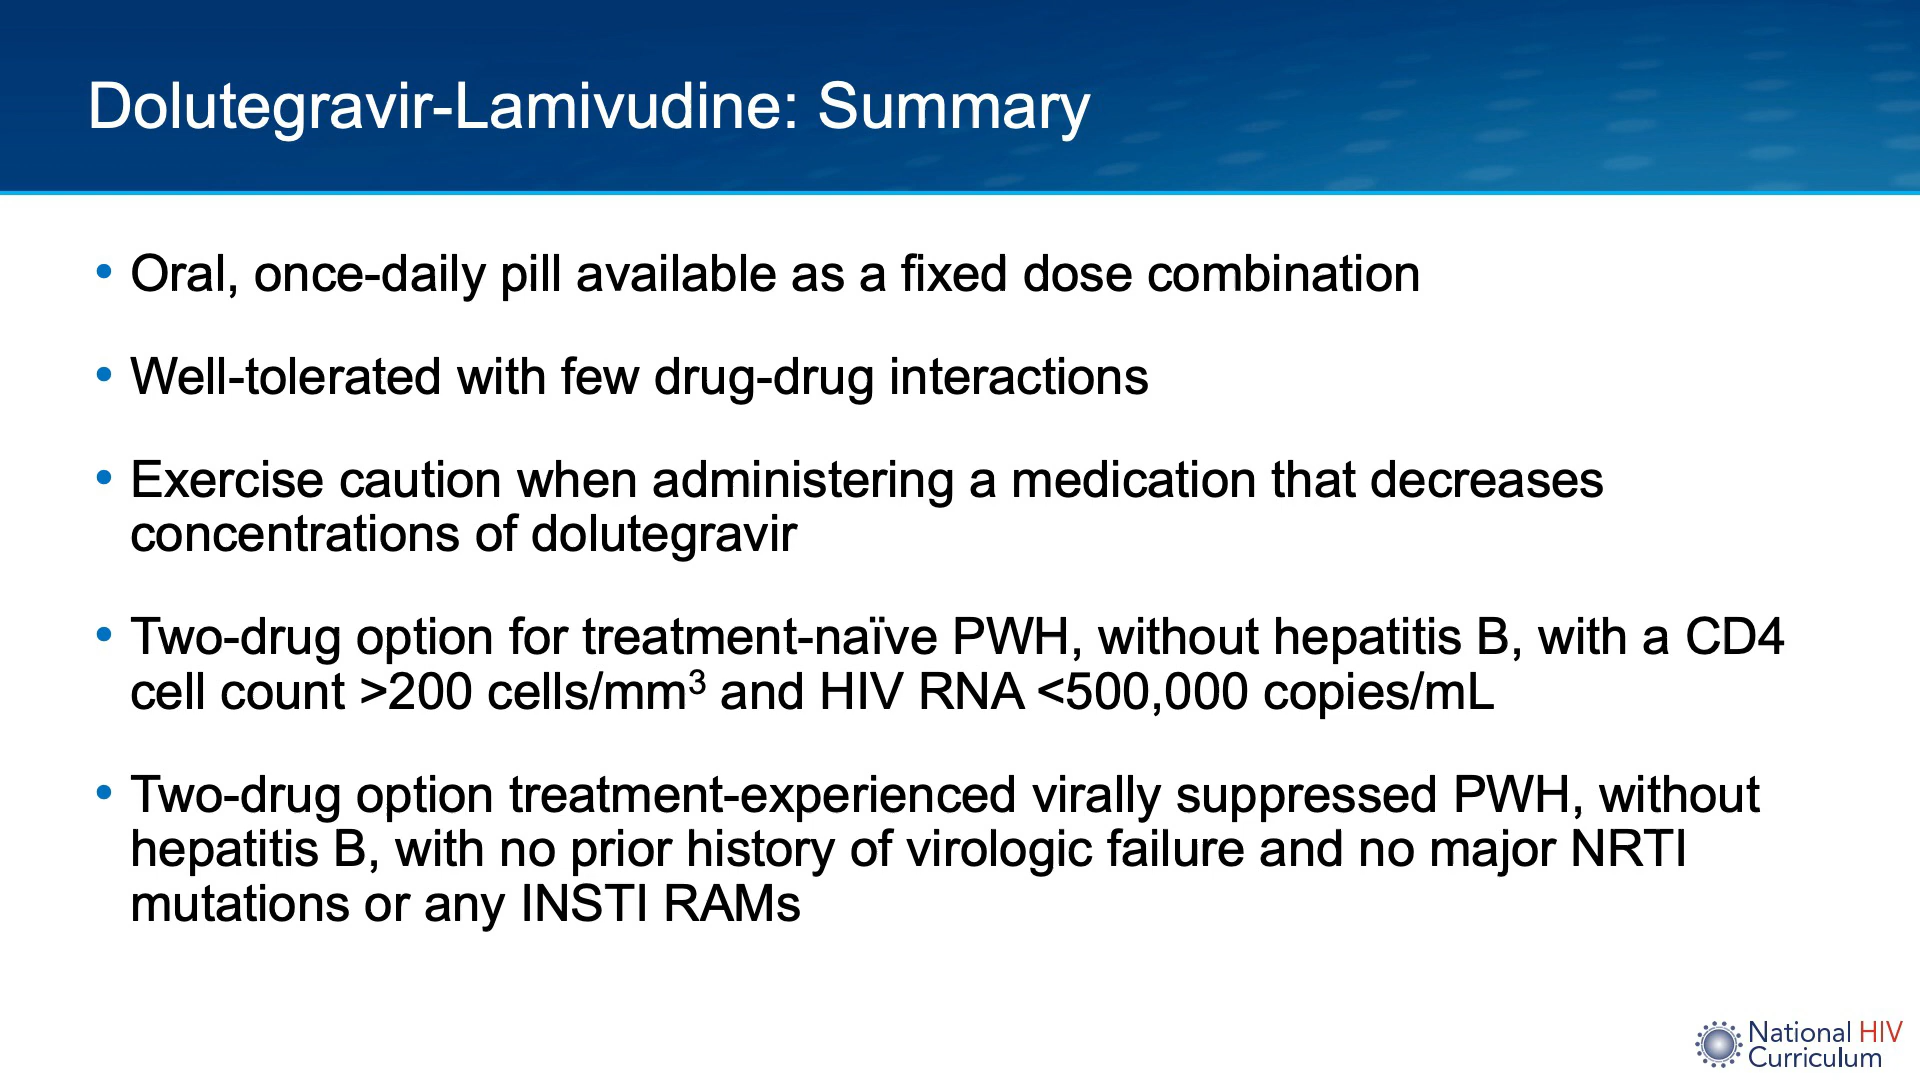 Dolutegravir-Lamivudine: Summary
• Oral, once-daily pill available as a fixed dose combination
• Well-tolerated with few drug-drug interactions
• Exercise caution when administering a medication that decreases
concentrations of dolutegravir
• Two-drug option for treatment-naïve PWH, without hepatitis B, with a CD4
cell count >200 cells/mm³ and HIV RNA <500,000 copies/mL
• Two-drug option treatment-experienced virally suppressed PWH, without
hepatitis B, with no prior history of virologic failure and no major NRTI
mutations or any INSTI RAMs
National HIV
Curriculum